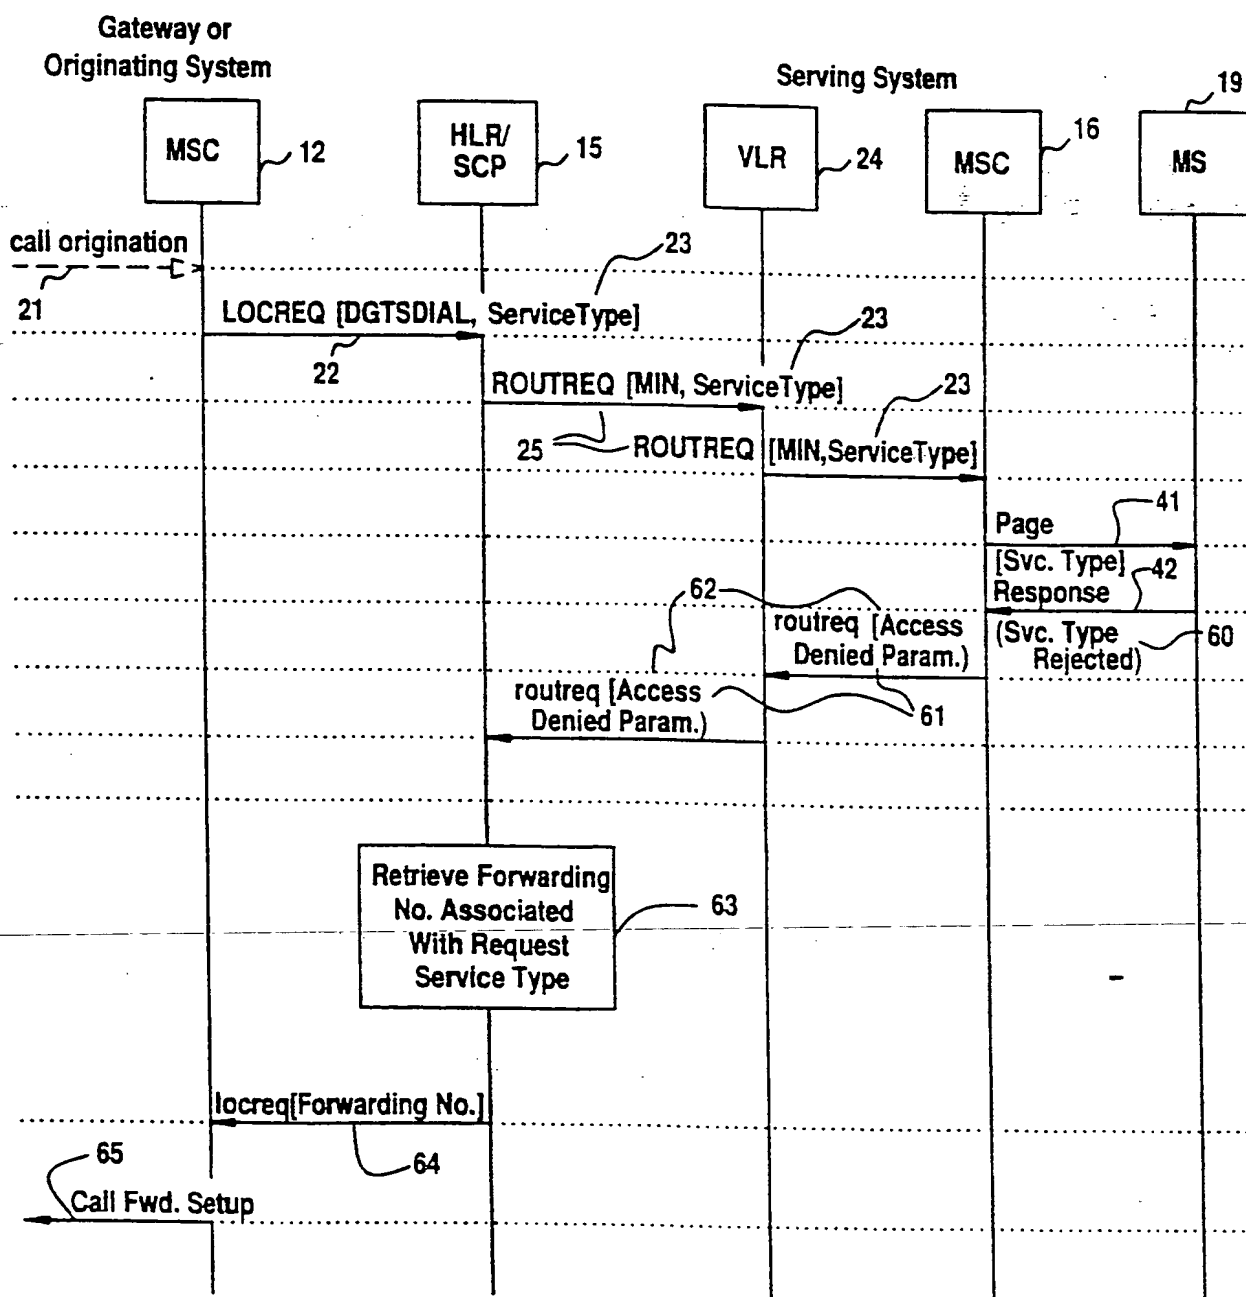 Gateway or
Originating System
Serving System
19
MSC
12
HLR/
SCP
15
VLR
24
MSC
16
MS
call origination
21
23
LOCREQ [DGTSDIAL, ServiceType]
22
23
ROUTREQ [MIN, ServiceType]
23
25
ROUTREQ [MIN,ServiceType]
41
Page
[Svc. Type]
42
Response
62
routreq [Access
Denied Param.)
(Svc. Type
Rejected)
60
routreq [Access
Denied Param.)
61
Retrieve Forwarding
No. Associated
With Request
Service Type
63
locreq[Forwarding No.]
64
65
Call Fwd. Setup